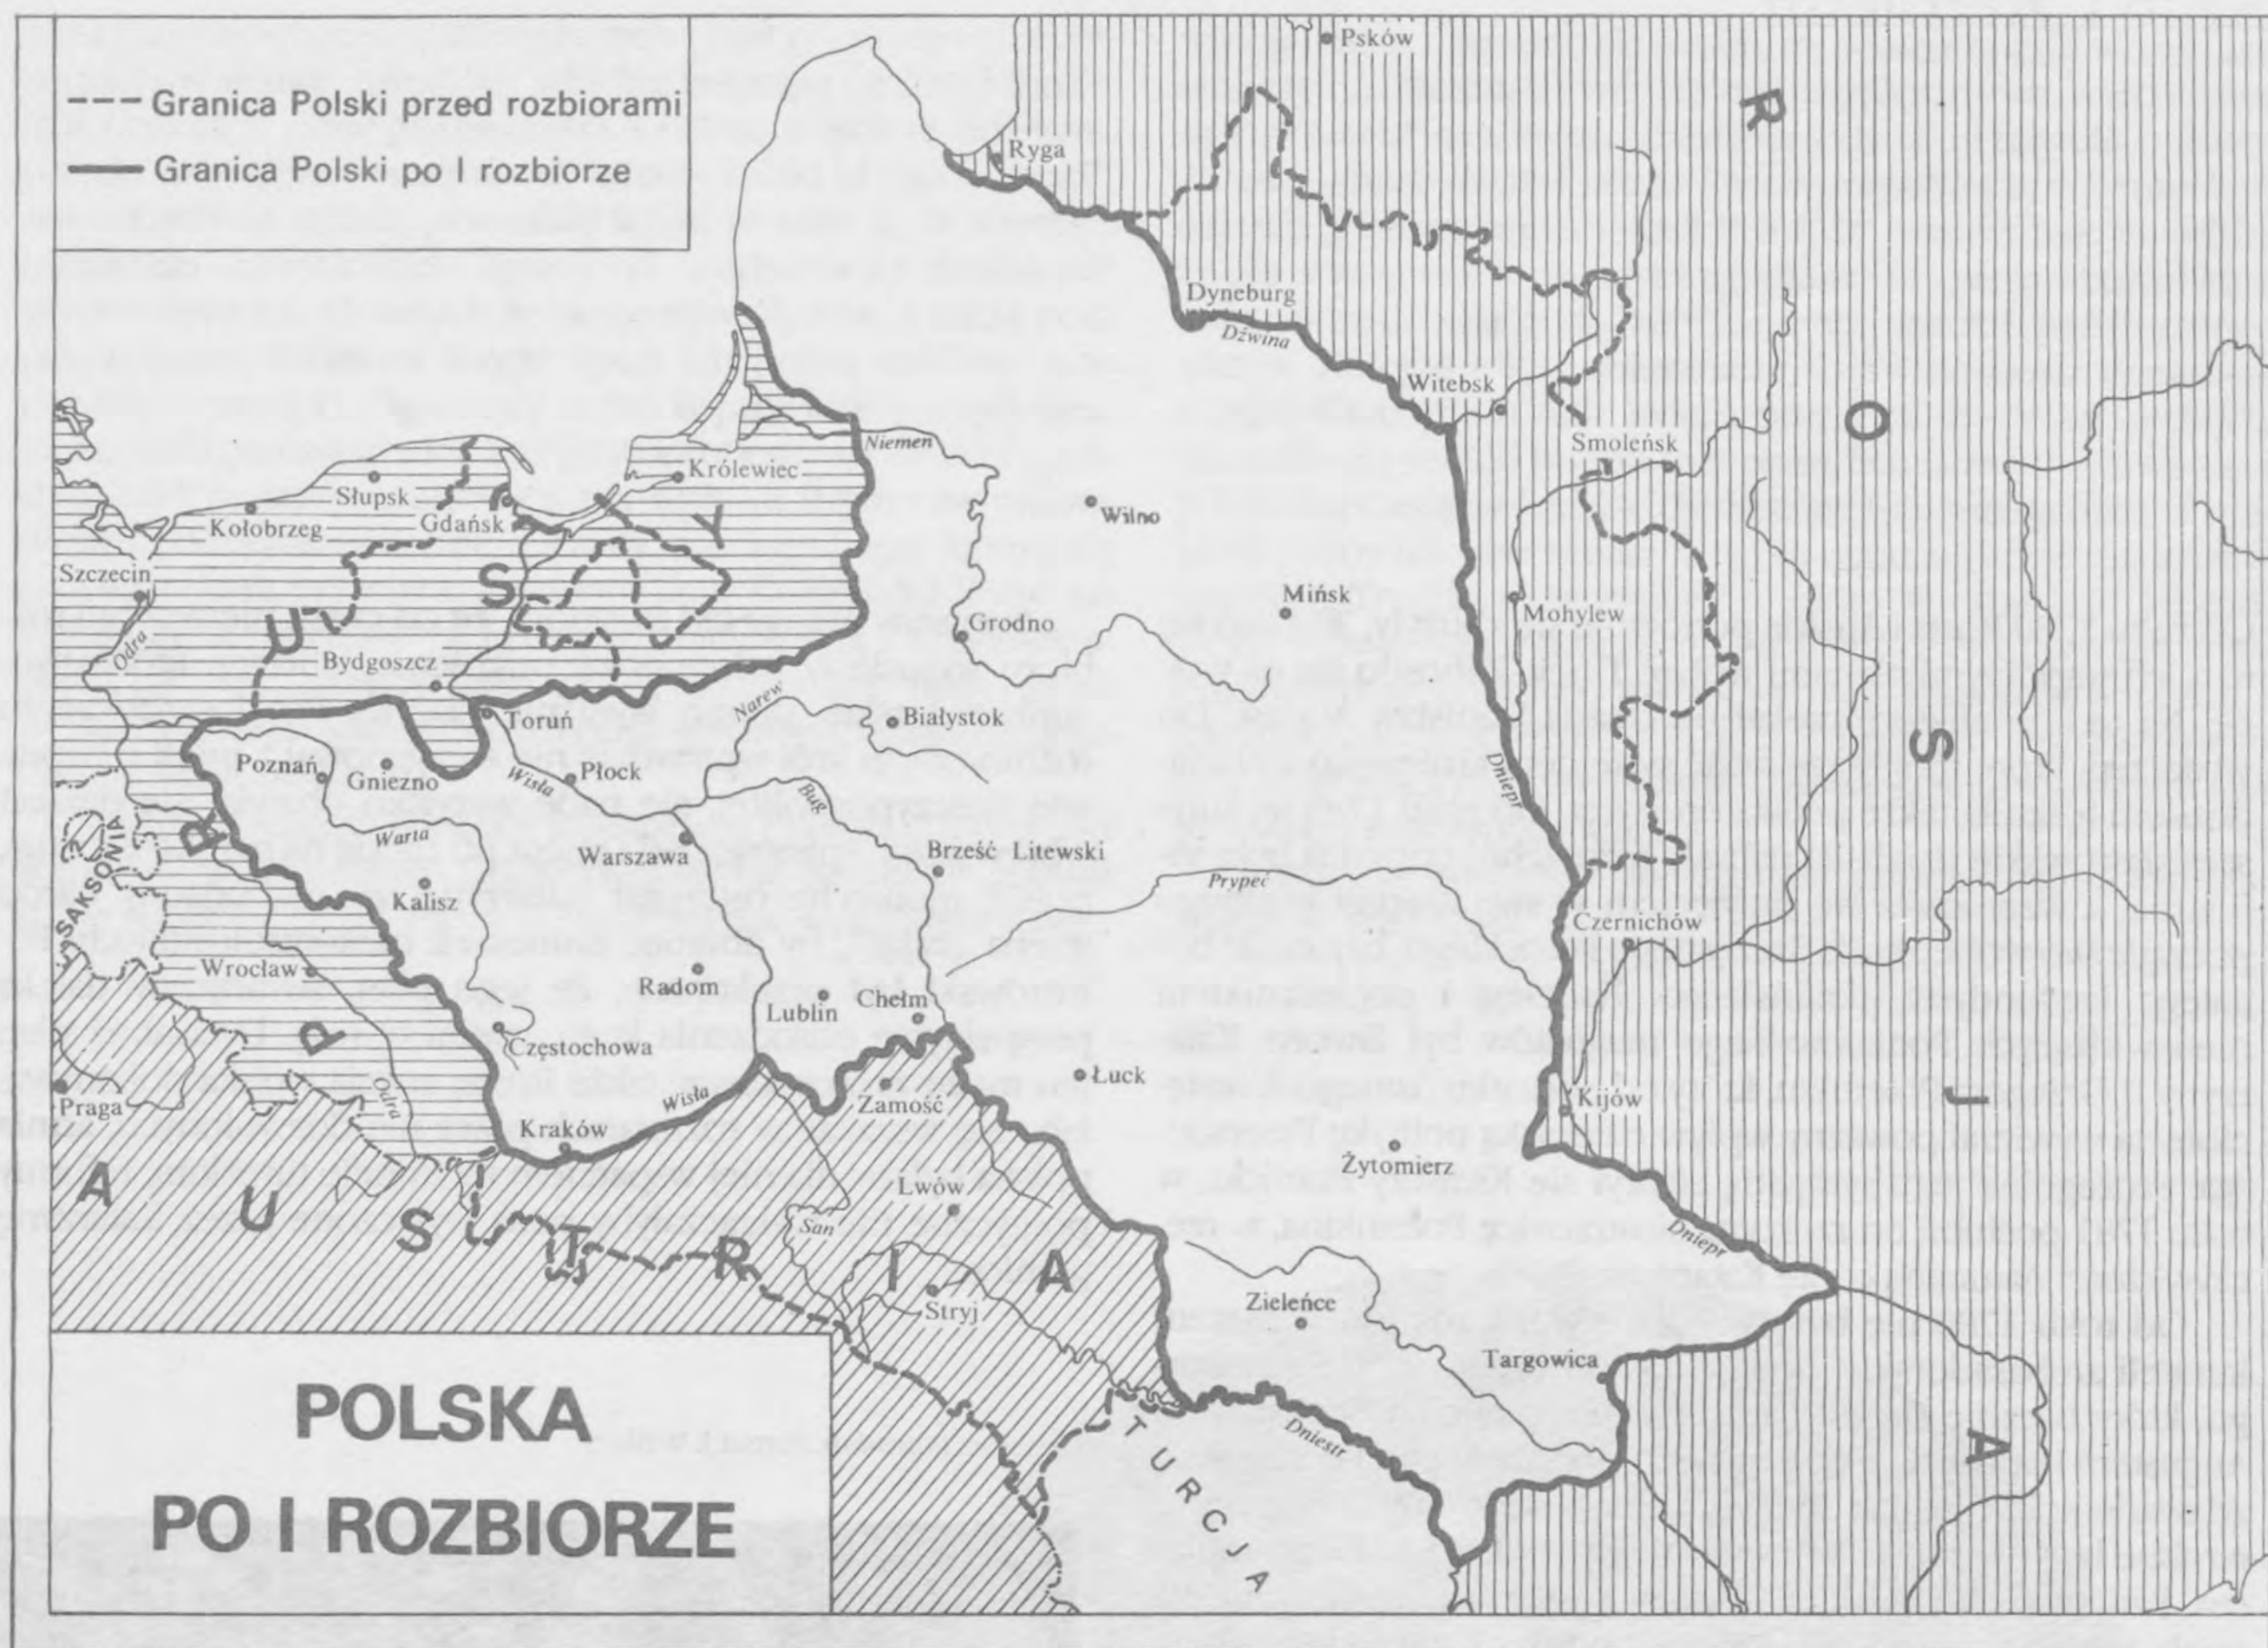 Granica Polski przed rozbiorami
Granica Polski po I rozbiorze
Psków
R
Ryga
Dyneburg
Dźwina
Witebsk
O
Smoleńsk
Niemen
Królewiec
Słupsk
Kołobrzeg
Gdańsk
Wilno
Y
Szczecin
S
Mińsk
U
Odra
Grodno
Mohylew
Bydgoszcz
Toruń
Narew
Białystok
S
Poznań
Gniezno
Wisła
Płock
Bug
Dniepr
R
SAKSONIA
Warta
Warszawa
Brześć Litewski
Prypeć
Kalisz
Czernichów
Wrocław
Radom
Lublin
Chełm
P
Częstochowa
Łuck
J
Praga
Odra
Wisła
Zamość
Kijów
Kraków
Żytomierz
A
U
S
T
R
I
A
Lwów
San
Dniepr
Stryj
Zieleńce
Targowica
TURCJA
Dniestr
A
POLSKA
PO I ROZBIORZE